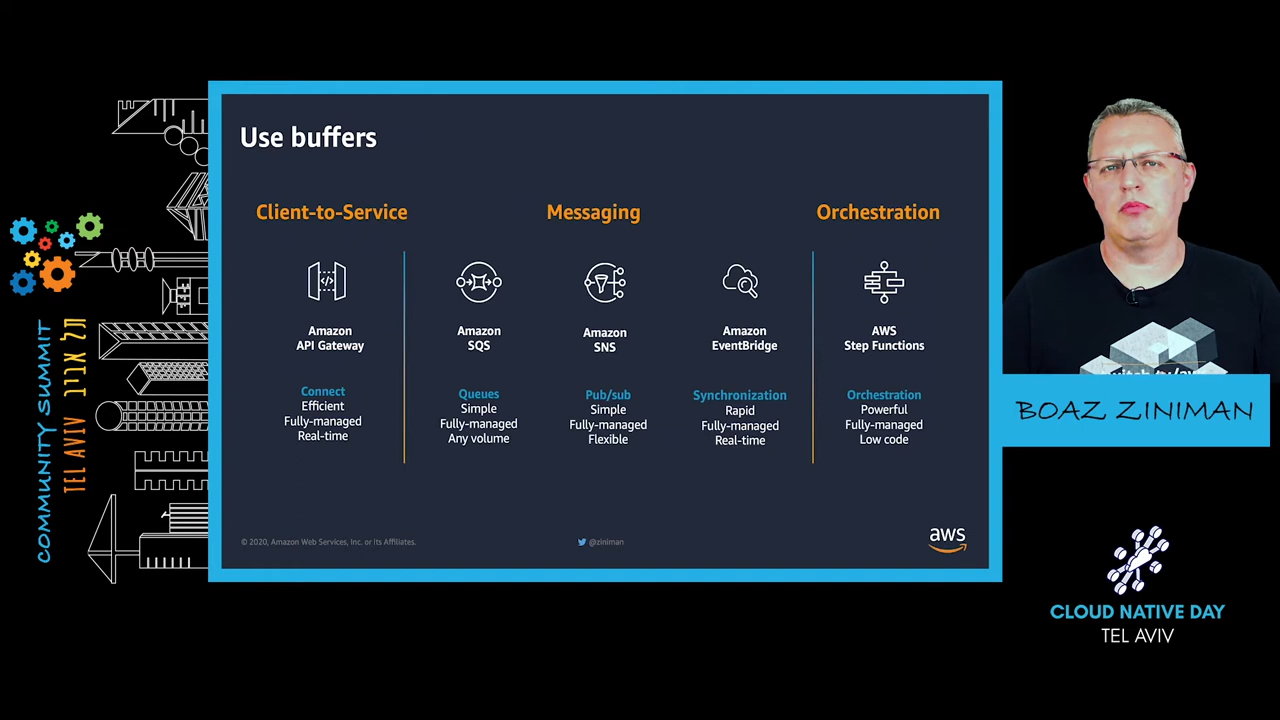 Use buffers
Client-to-Service
Messaging
Orchestration
Amazon
API Gateway
Amazon
SQS
Amazon
SNS
Amazon
EventBridge
AWS
Step Functions
Connect
Efficient
Fully-managed
Real-time
Queues
Simple
Fully-managed
Any volume
Pub/sub
Simple
Fully-managed
Flexible
Synchronization
Rapid
Fully-managed
Real-time
Orchestration
Powerful
Fully-managed
Low code
© 2020, Amazon Web Services, Inc. or its Affiliates.
@ziniman
aws
COMMUNITY SUMMIT
TEL AVIV תל אביב
BOAZ ZINIMAN
CLOUD NATIVE DAY
TEL AVIV